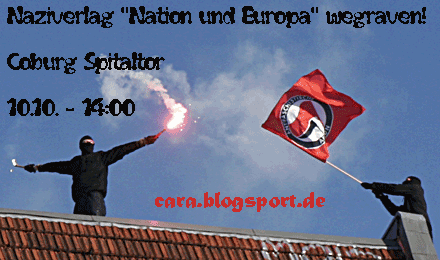 Naziverlag "Nation und Europa" wegraven!
Coburg Spitaltor
10.10. - 14:00
cara.blogsport.de